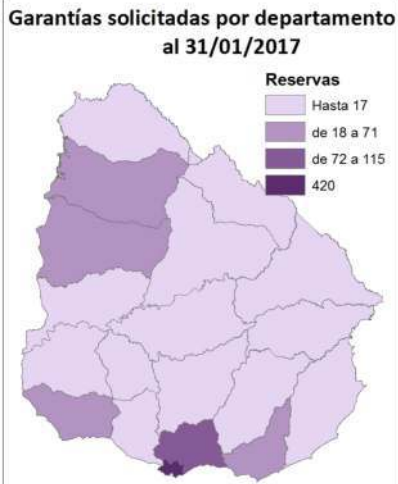 Garantías solicitadas por departamento
al 31/01/2017
Reservas
Hasta 17
de 18 a 71
de 72 a 115
420